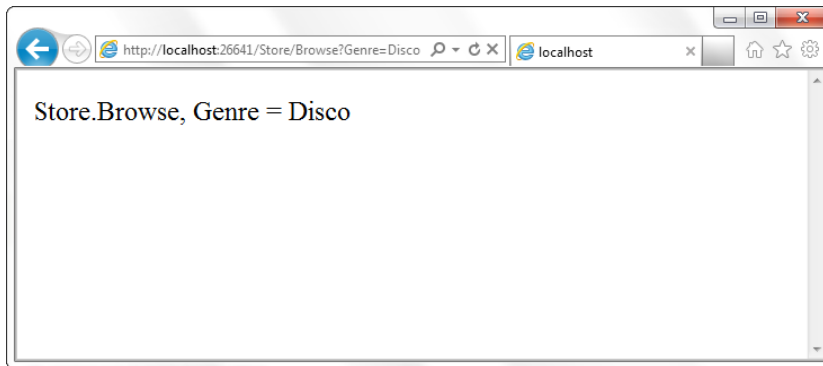 http://localhost:26641/Store/Browse?Genre=Disco
localhost
Store.Browse, Genre = Disco